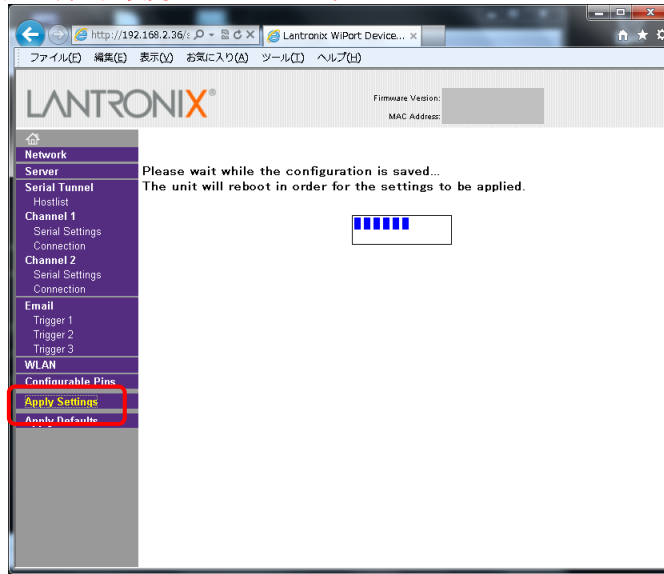 http://192.168.2.36/s
Lantronix WiPort Device...
ファイル(F) 編集(E) 表示(V) お気に入り(A) ツール(T) ヘルプ(H)
LANTRONIX®
Firmware Version:
MAC Address:
Network
Server
Serial Tunnel
Hostlist
Channel 1
Serial Settings
Connection
Channel 2
Serial Settings
Connection
Email
Trigger 1
Trigger 2
Trigger 3
WLAN
Configurable Pins
Apply Settings
Apply Defaults
Please wait while the configuration is saved...
The unit will reboot in order for the settings to be applied.